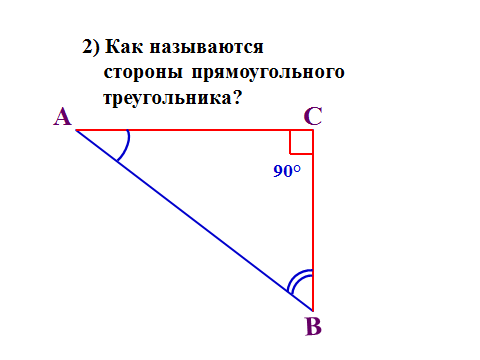 2) Как называются
стороны прямоугольного
треугольника?
A C
90°
B